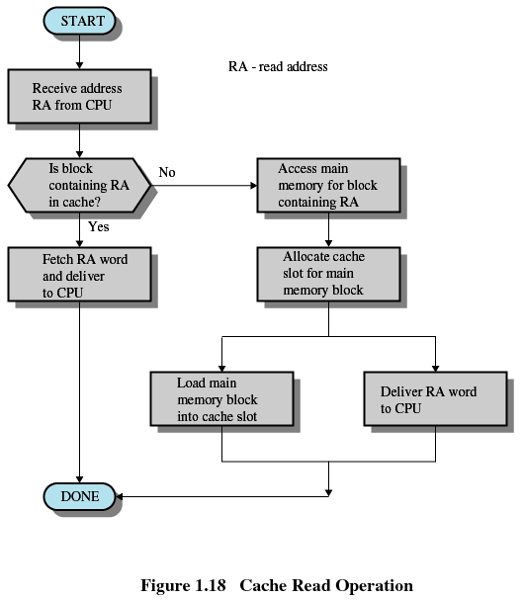 START
RA - read address
Receive address
RA from CPU
Is block
containing RA
in cache?
No
Access main
memory for block
containing RA
Yes
Fetch RA word
and deliver
to CPU
Allocate cache
slot for main
memory block
Load main
memory block
into cache slot
Deliver RA word
to CPU
DONE
Figure 1.18 Cache Read Operation